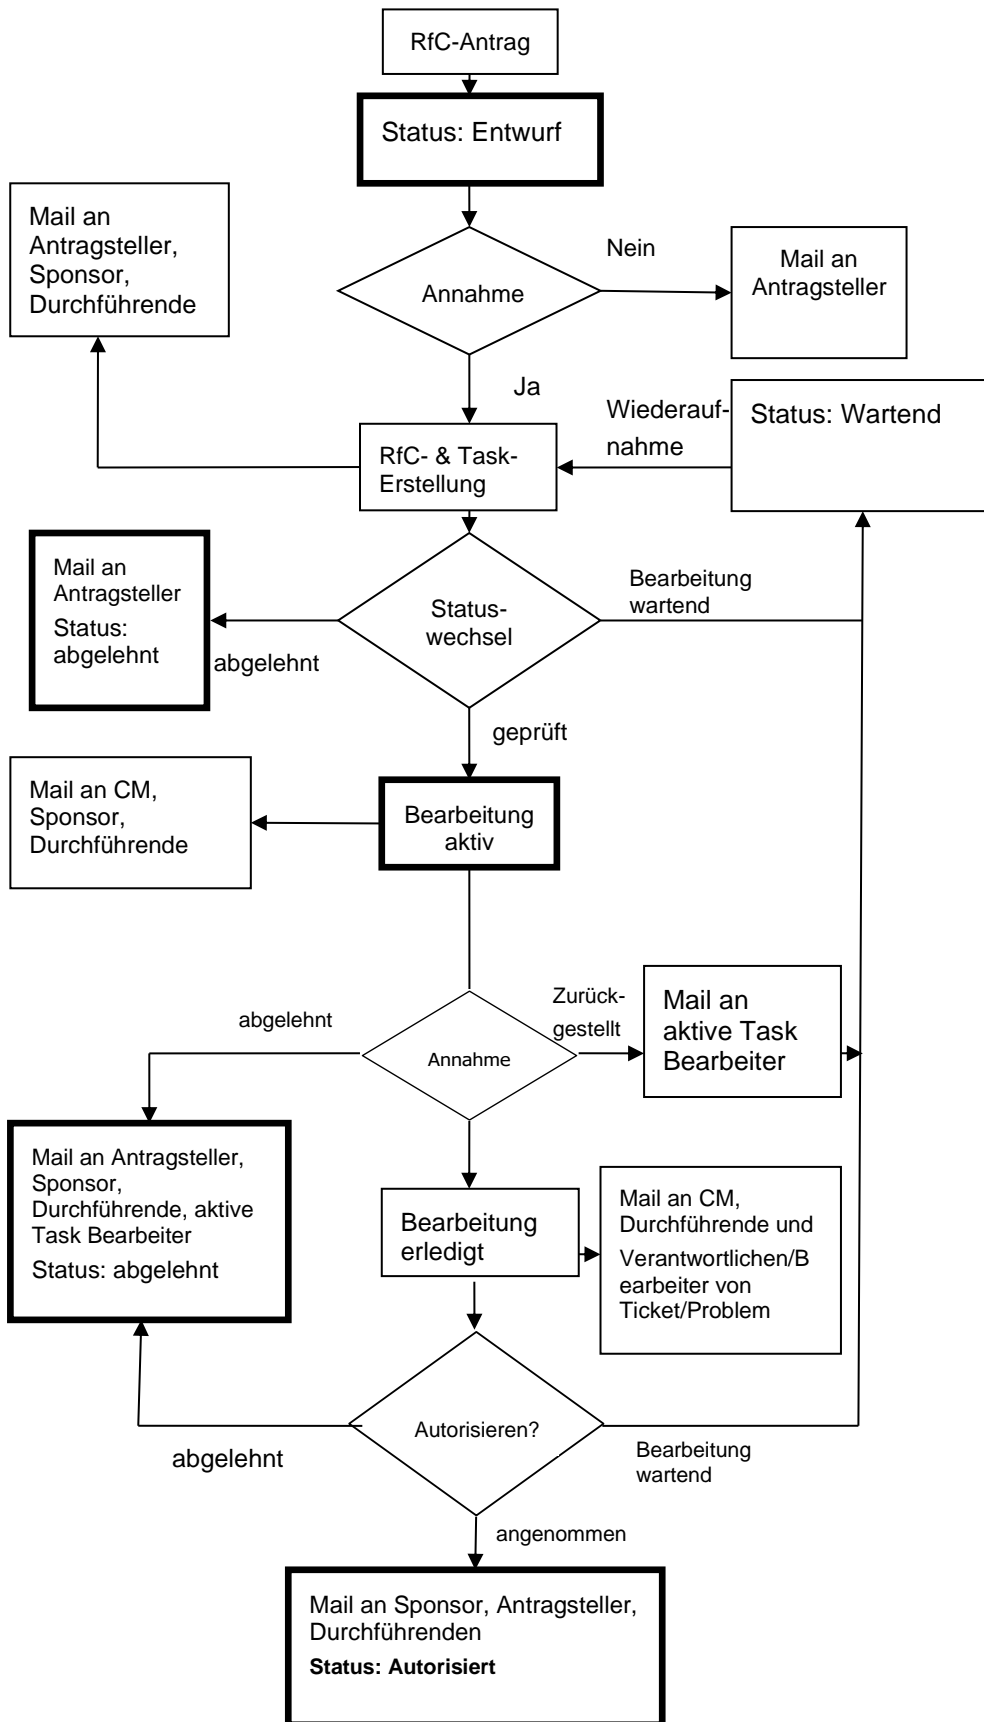 RfC-Antrag
Status: Entwurf
Mail an
Antragsteller,
Sponsor,
Durchführende
Nein
Annahme
Mail an
Antragsteller
Ja
Wiederauf-
nahme
Status: Wartend
RfC- & Task-
Erstellung
Mail an
Antragsteller
Status:
abgelehnt
abgelehnt
Status-
wechsel
Bearbeitung
wartend
geprüft
Mail an CM,
Sponsor,
Durchführende
Bearbeitung
aktiv
abgelehnt
Annahme
Zurück-
gestellt
Mail an
aktive Task
Bearbeiter
Mail an Antragsteller,
Sponsor,
Durchführende, aktive
Task Bearbeiter
Status: abgelehnt
Bearbeitung
erledigt
Mail an CM,
Durchführende und
Verantwortlichen/B
earbeiter von
Ticket/Problem
Autorisieren?
abgelehnt
Bearbeitung
wartend
angenommen
Mail an Sponsor, Antragsteller,
Durchführenden
Status: Autorisiert